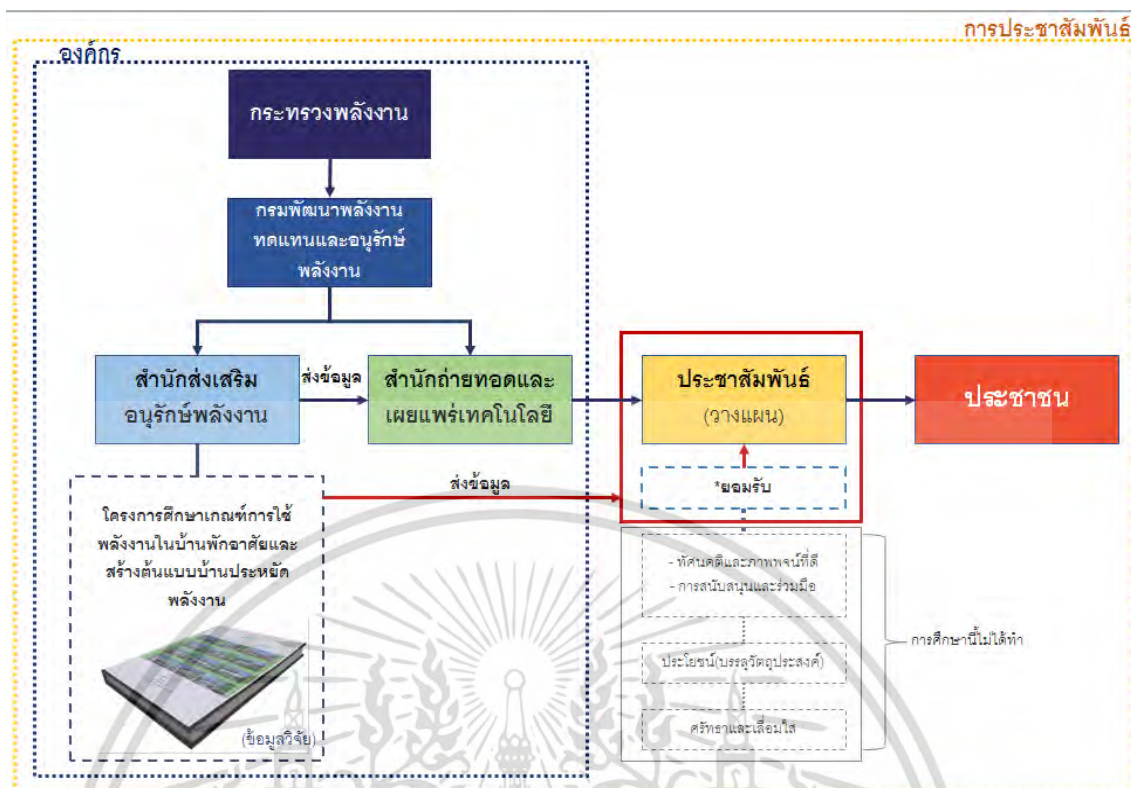 การประชาสัมพันธ์
องค์กร
กระทรวงพลังงาน
กรมพัฒนาพลังงาน
ทดแทนและอนุรักษ์
พลังงาน
สำนักส่งเสริม
อนุรักษ์พลังงาน
ส่งข้อมูล
สำนักถ่ายทอดและ
เผยแพร่เทคโนโลยี
ประชาสัมพันธ์
(วางแผน)
ประชาชน
*ยอมรับ
ส่งข้อมูล
โครงการศึกษาเกณฑ์การใช้
พลังงานในบ้านพักอาศัยและ
สร้างต้นแบบบ้านประหยัด
พลังงาน
(ข้อมูลวิจัย)
- ทัศนคติและภาพพจน์ที่ดี
- การสนับสนุนและร่วมมือ
ประโยชน์(บรรลุวัตถุประสงค์)
ศรัทธาและเลื่อมใส
การศึกษานี้ไม่ได้ทำ